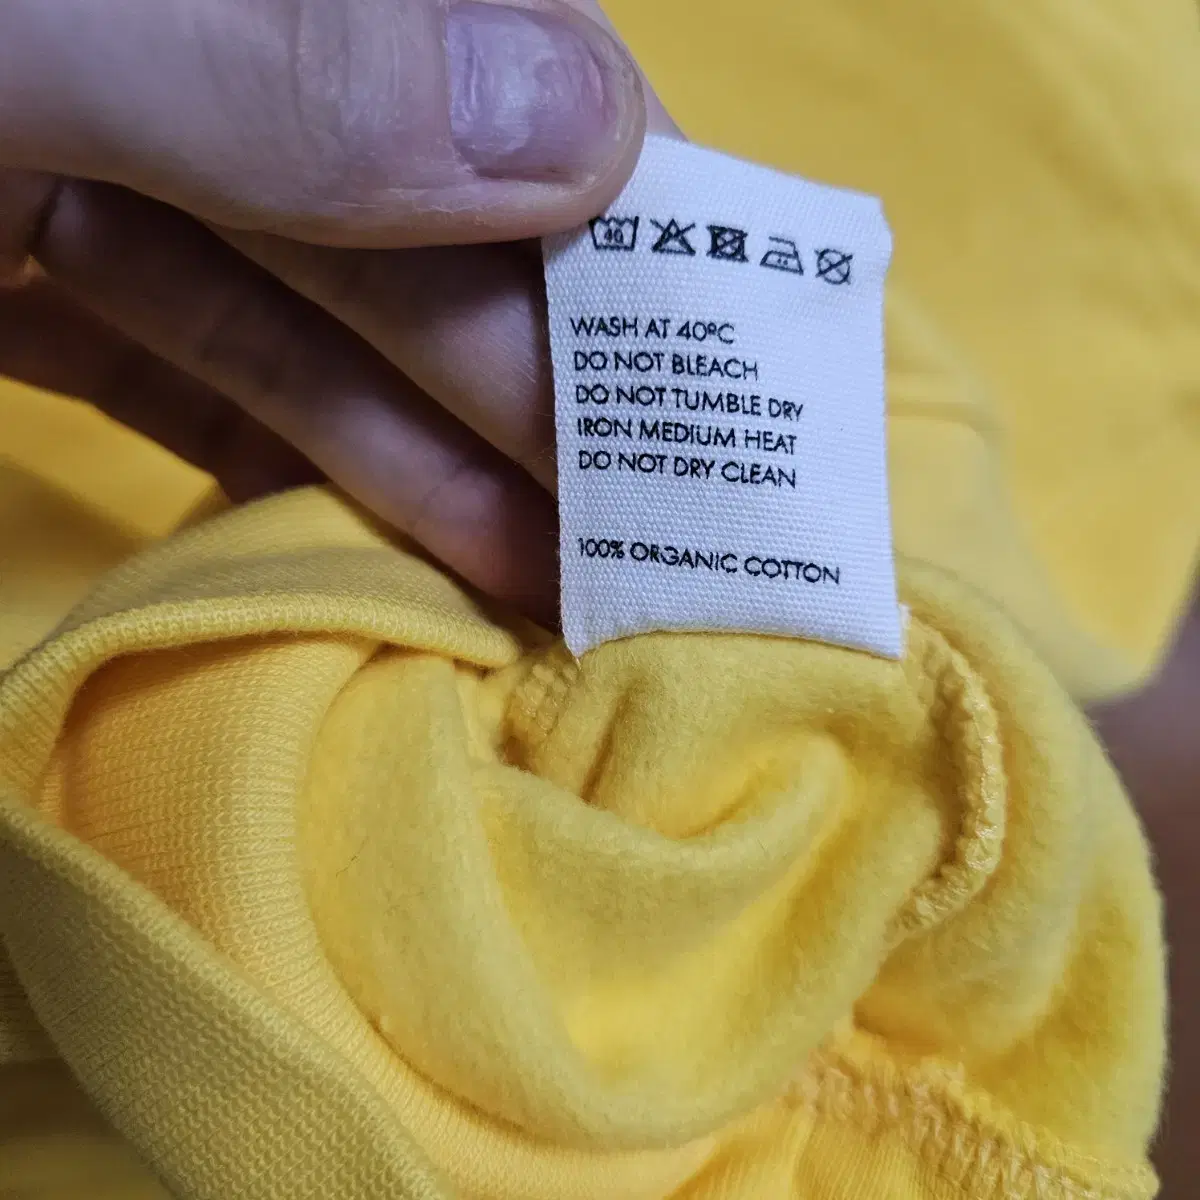 40
WASH AT 40ºC
DO NOT BLEACH
DO NOT TUMBLE DRY
IRON MEDIUM HEAT
DO NOT DRY CLEAN
100% ORGANIC COTTON